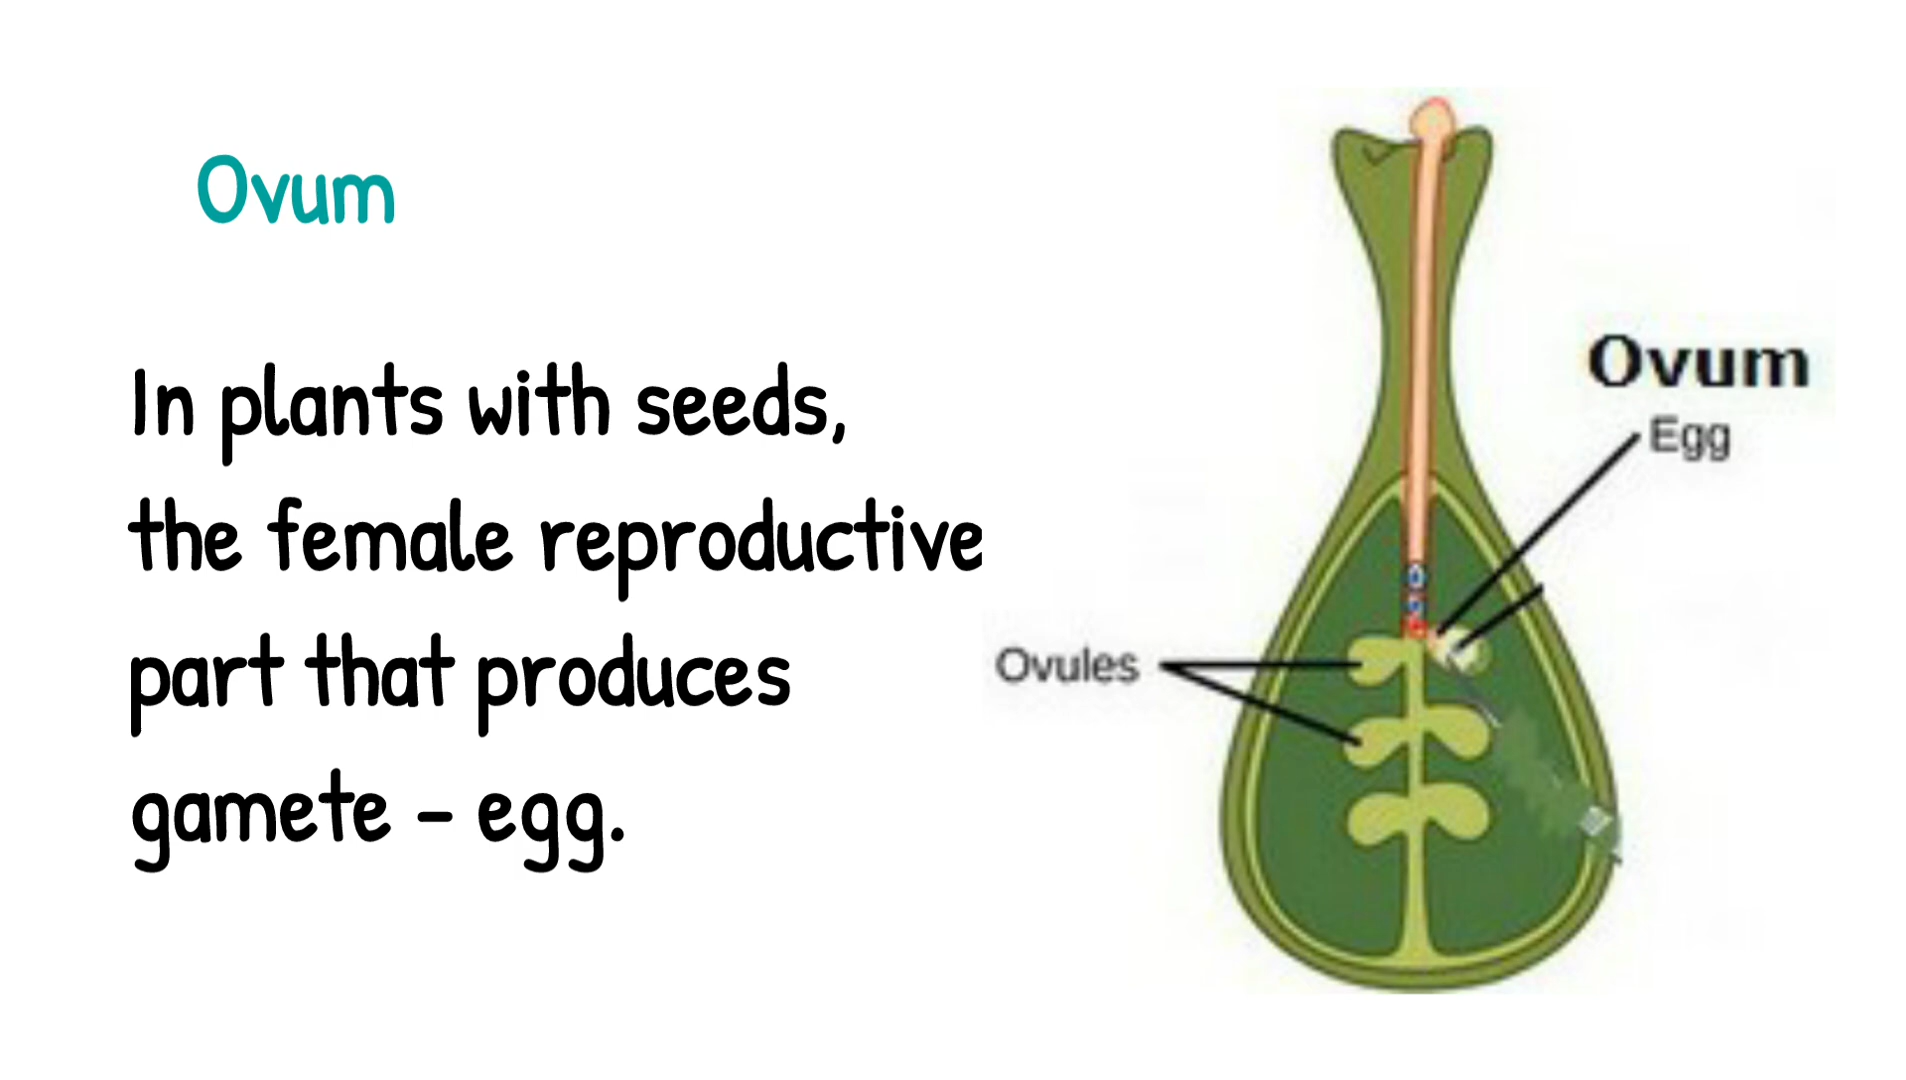 Ovum
In plants with seeds,
the female reproductive
part that produces
gamete - egg.
Ovum
Egg
Ovules